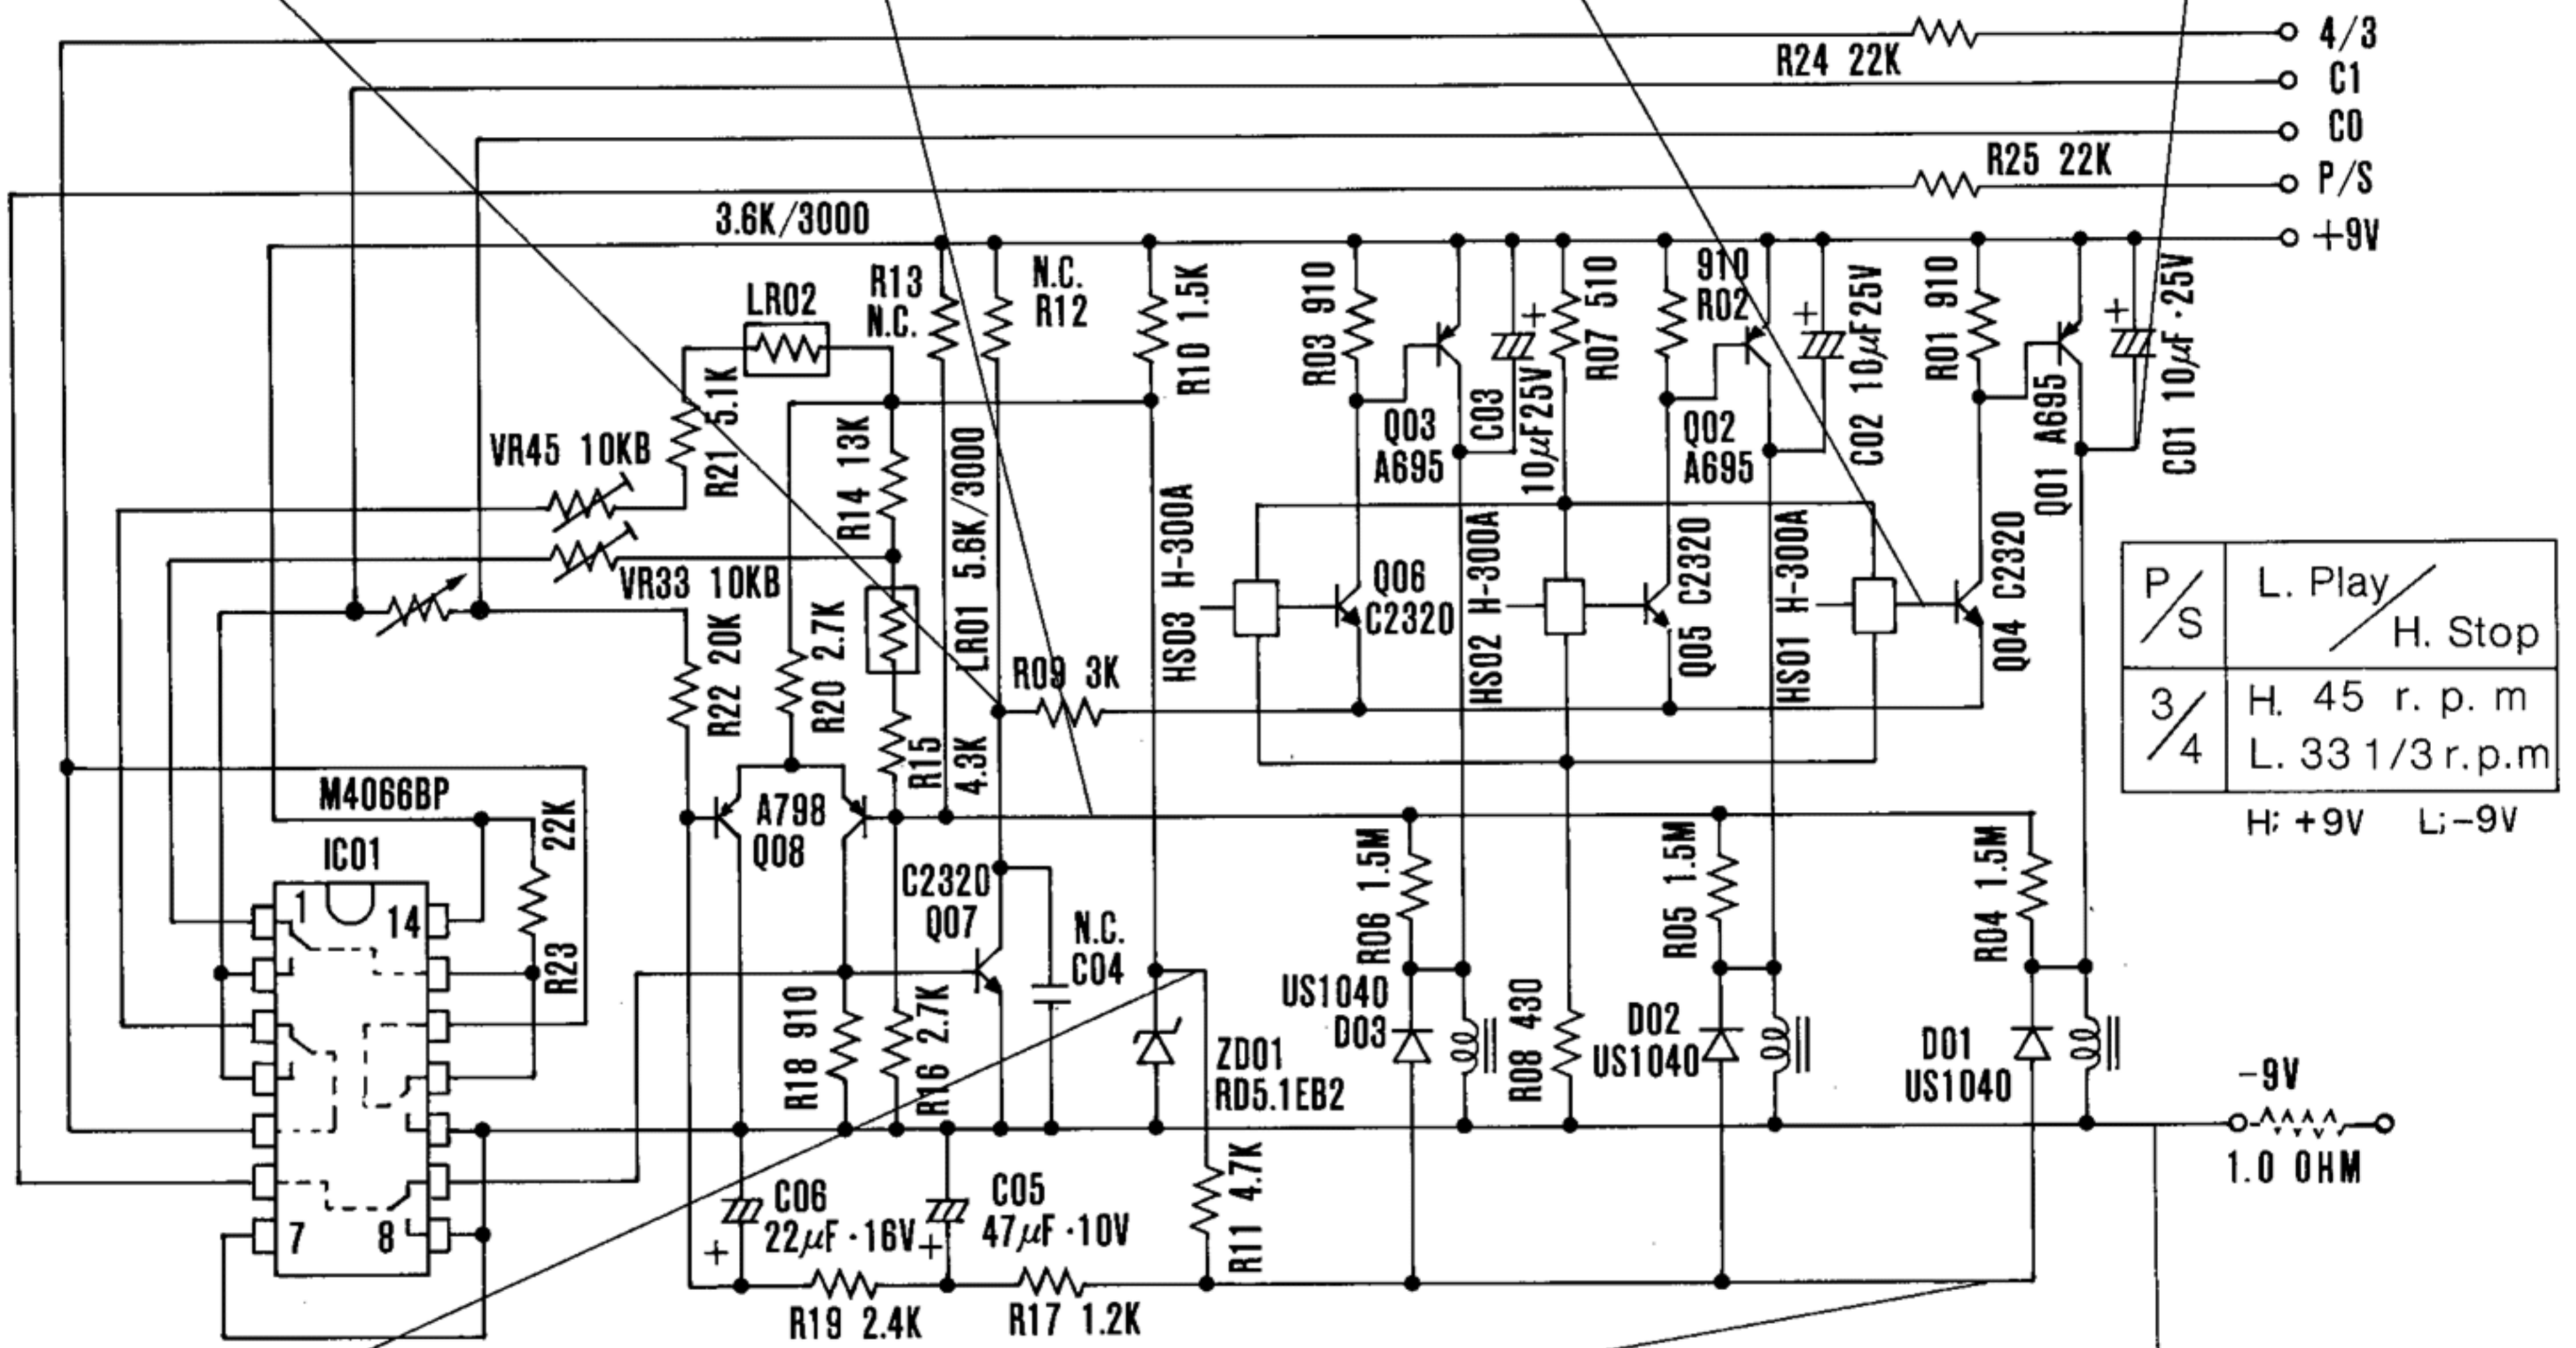 R24 22K
4/3
C1
C0
R25 22K
P/S
+9V
3.6K/3000
LR02
R13
N.C.
N.C.
R12
R10 1.5K
R03 910
Q03
A695
C03
10μF25V
+
R07 510
910
R02
Q02
A695
+
C02 10μF25V
R01 910
Q01 A695
+
C01 10μF·25V
VR45 10KB
R21 5.1K
R14 13K
VR33 10KB
LR01 5.6K/3000
R22 20K
R20 2.7K
R15
4.3K
R09 3K
HS03 H-300A
Q06
C2320
HS02 H-300A
Q05 C2320
HS01 H-300A
Q04 C2320
P/S
L. Play/
H. Stop
3/4
H. 45 r. p. m
L. 33 1/3 r.p.m
H: +9V L;-9V
M4066BP
IC01
22K
R23
1
14
7
8
A798
Q08
C2320
Q07
N.C.
C04
R18 910
R16 2.7K
ZD01
RD5.1EB2
R06 1.5M
US1040
D03
R08 430
R05 1.5M
D02
US1040
R04 1.5M
D01
US1040
-9V
1.0 OHM
C06
22μF·16V
+
C05
47μF·10V
+
R11 4.7K
R19 2.4K
R17 1.2K